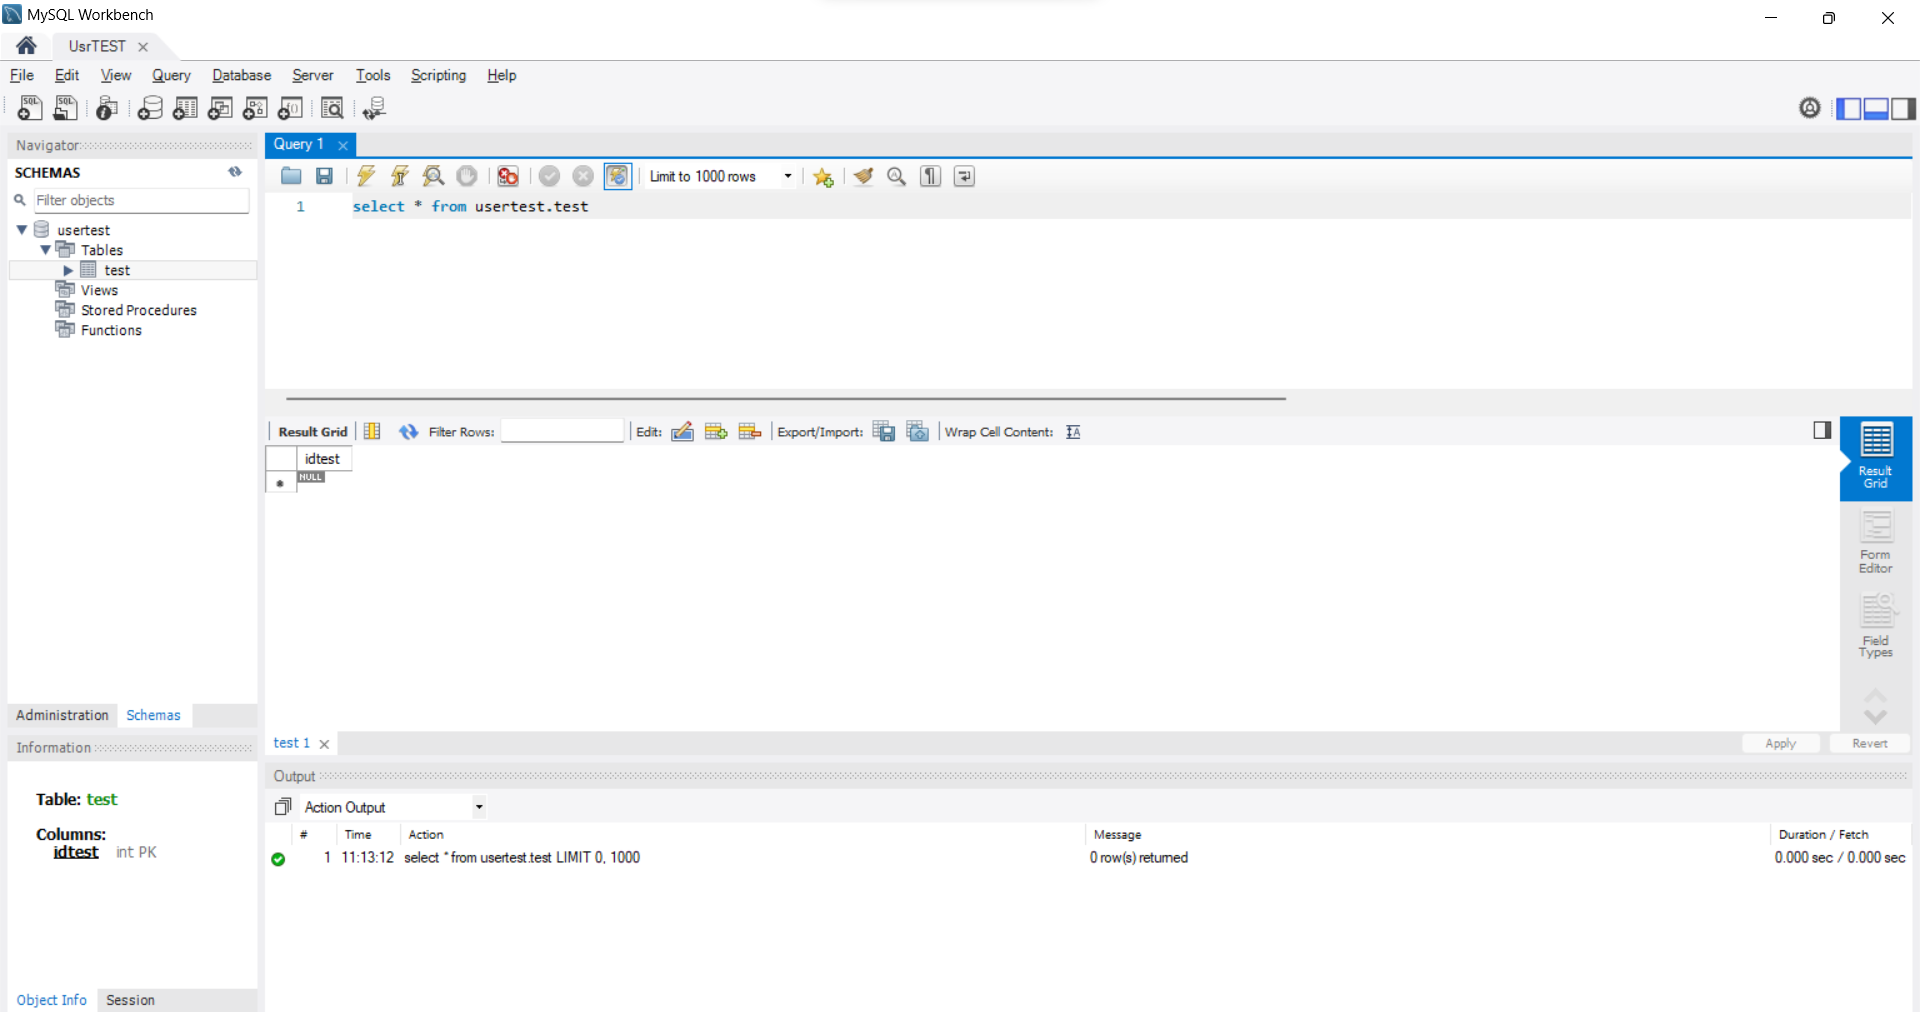 MySQL Workbench
UsrTEST
File Edit View Query Database Server Tools Scripting Help
SQL SQL
Navigator
Query 1
SCHEMAS
Limit to 1000 rows
Filter objects
1 select * from usertest.test
usertest
Tables
test
Views
Stored Procedures
Functions
Result Grid Filter Rows: Edit: Export/Import: Wrap Cell Content:
idtest
NULL
Result
Grid
Form
Editor
Field
Types
Administration Schemas
test 1
Apply Revert
Information
Output
Table: test
Columns:
idtest int PK
Action Output
# Time Action Message Duration / Fetch
1 11:13:12 select * from usertest.test LIMIT 0, 1000 0 row(s) returned 0.000 sec / 0.000 sec
Object Info Session